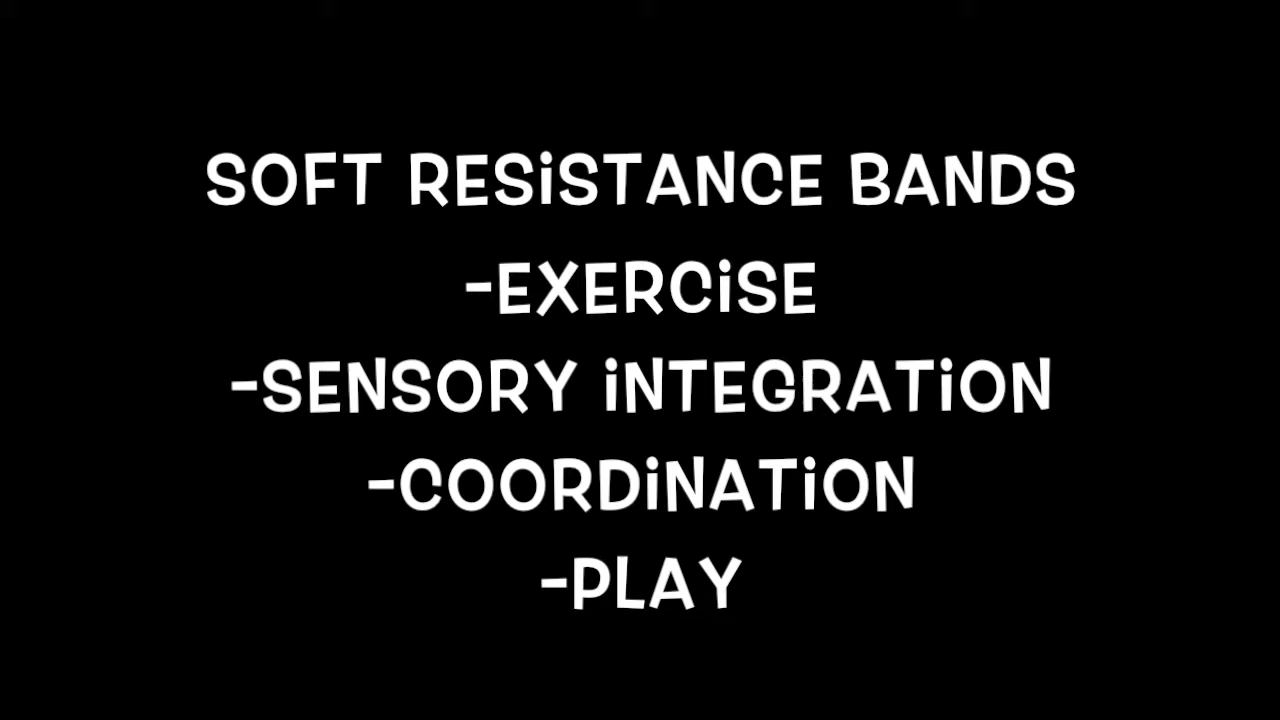 SOFT RESiSTANCE BANDS
-EXERCiSE
-SENSORY iNTEGRATiON
-COORDiNATiON
-PLAY